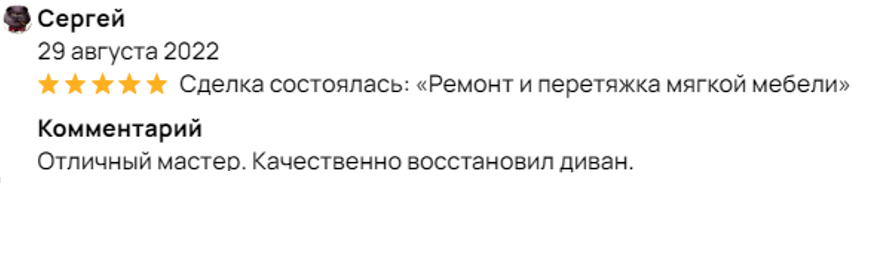 Сергей
29 августа 2022
Сделка состоялась: «Ремонт и перетяжка мягкой мебели»
Комментарий
Отличный мастер. Качественно восстановил диван.